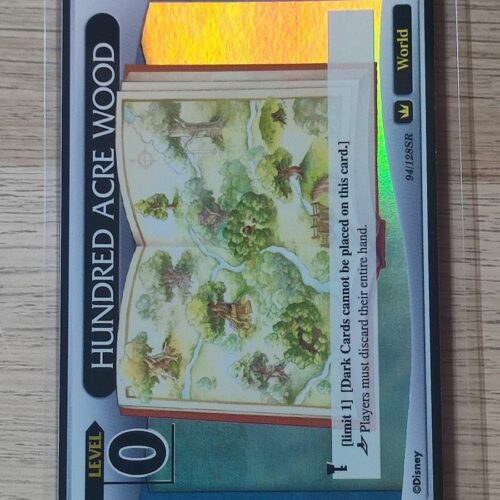 LEVEL
0
HUNDRED ACRE WOOD
[limit 1] [Dark Cards cannot be placed on this card.]
Players must discard their entire hand.
World
©Disney
94/128SR